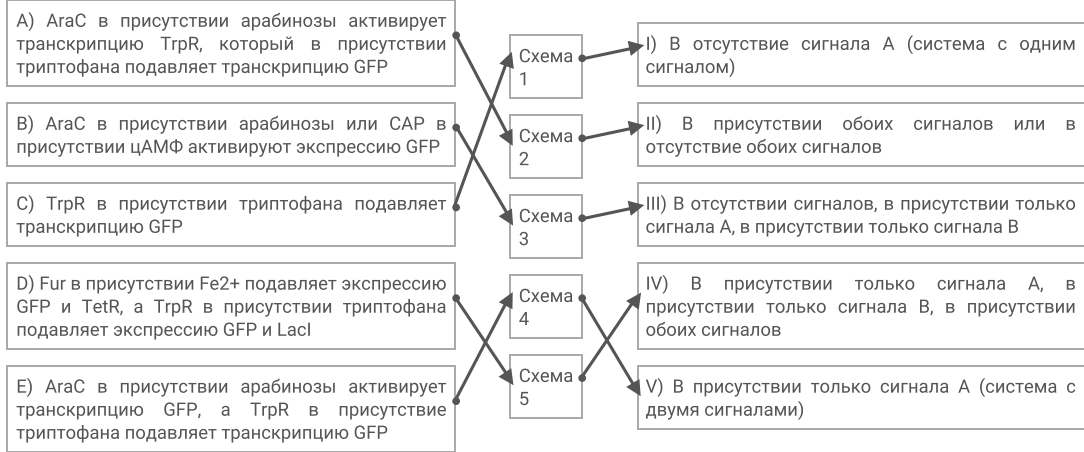 A) AraC в присутствии арабинозы активирует
транскрипцию TrpR, который в присутствии
триптофана подавляет транскрипцию GFP
B) AraC в присутствии арабинозы или CAP в
присутствии цАМФ активируют экспрессию GFP
C) TrpR в присутствии триптофана подавляет
транскрипцию GFP
D) Fur в присутствии Fe2+ подавляет экспрессию
GFP и TetR, а TrpR в присутствии триптофана
подавляет экспрессию GFP и LacI
E) AraC в присутствии арабинозы активирует
транскрипцию GFP, а TrpR в присутствие
триптофана подавляет транскрипцию GFP
Схема
1
Схема
2
Схема
3
Схема
4
Схема
5
I) В отсутствие сигнала А (система с одним
сигналом)
II) В присутствии обоих сигналов или в
отсутствие обоих сигналов
III) В отсутствии сигналов, в присутствии только
сигнала А, в присутствии только сигнала В
IV) В присутствии только сигнала А, в
присутствии только сигнала В, в присутствии
обоих сигналов
V) В присутствии только сигнала А (система с
двумя сигналами)